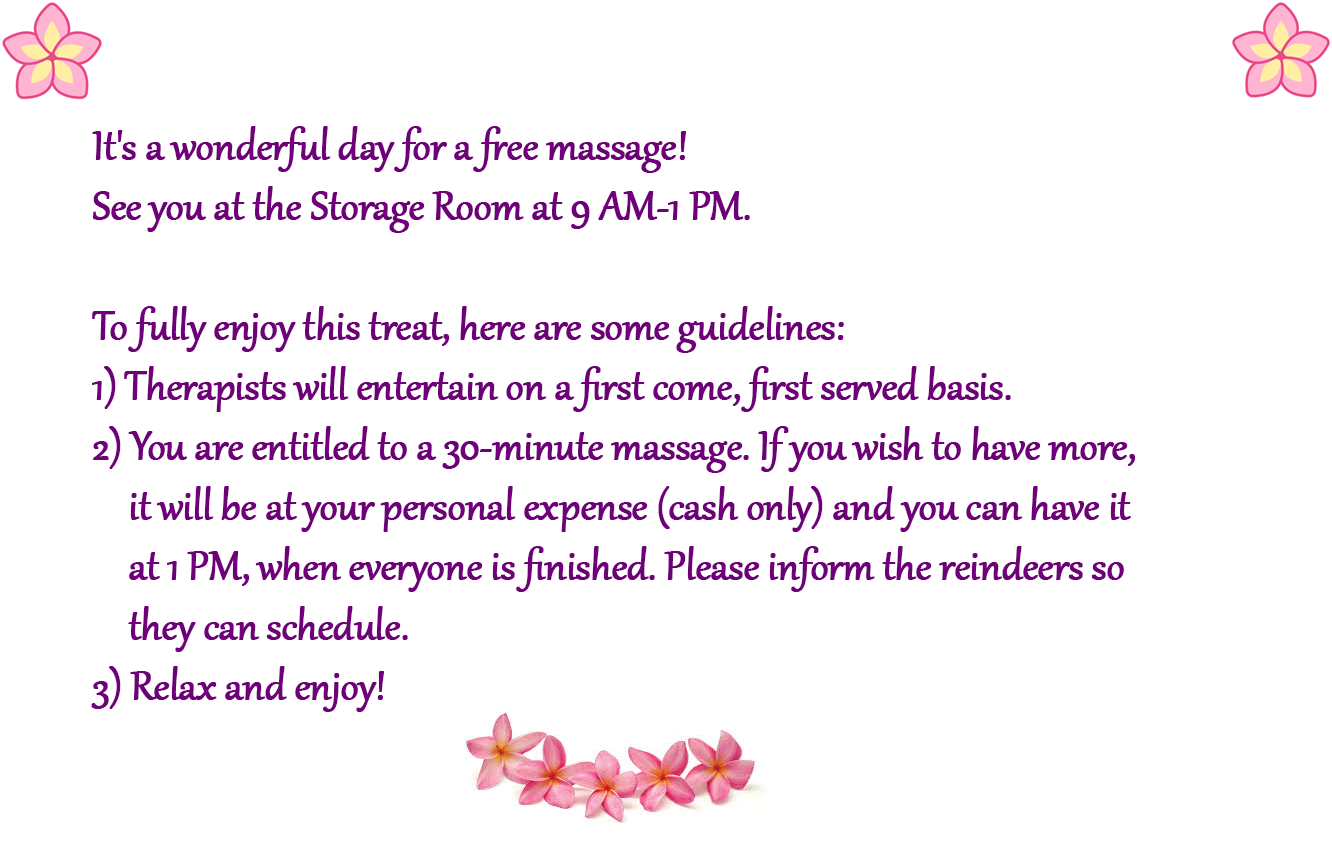 It's a wonderful day for a free massage!
See you at the Storage Room at 9 AM-1 PM.
To fully enjoy this treat, here are some guidelines:
1) Therapists will entertain on a first come, first served basis.
2) You are entitled to a 30-minute massage. If you wish to have more,
it will be at your personal expense (cash only) and you can have it
at 1 PM, when everyone is finished. Please inform the reindeers so
they can schedule.
3) Relax and enjoy!